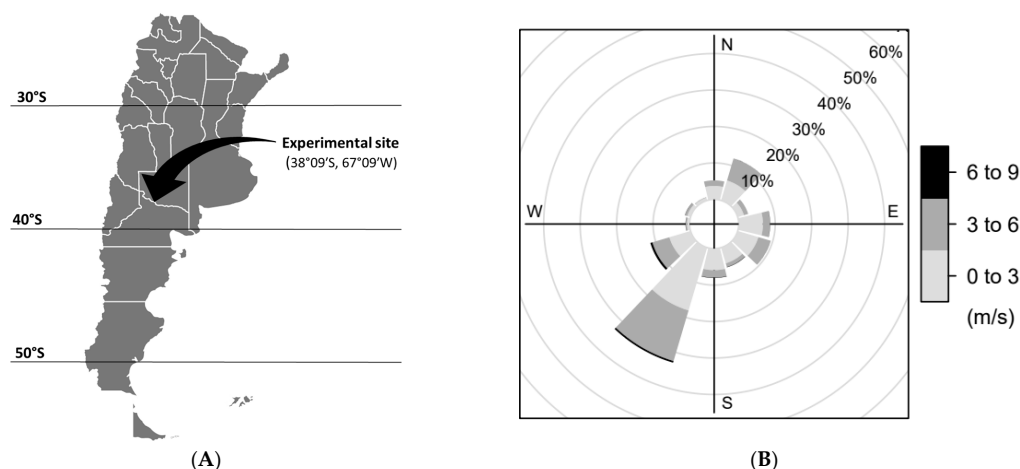 30°S
Experimental site
(38°09'S, 67°09'W)
40°S
50°S
(A)
N
60%
50%
40%
30%
20%
10%
W
E
S
6 to 9
3 to 6
0 to 3
(m/s)
(B)